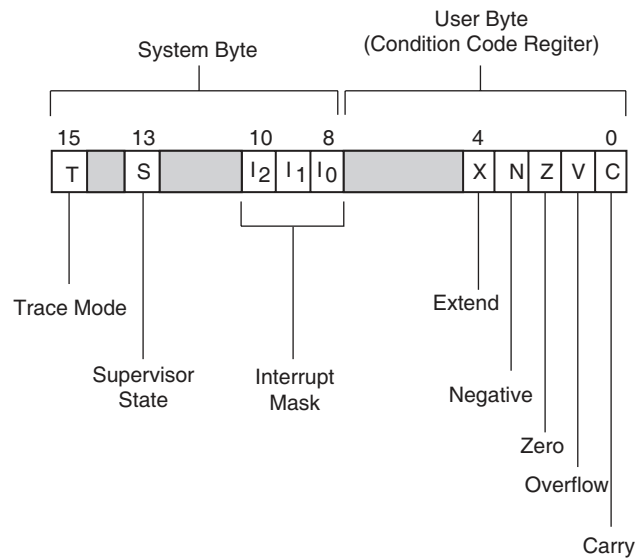 System Byte
User Byte
(Condition Code Regiter)
15 13 10 8 4 0
T S I2 I1 I0 X N Z V C
Trace Mode
Supervisor
State
Interrupt
Mask
Extend
Negative
Zero
Overflow
Carry